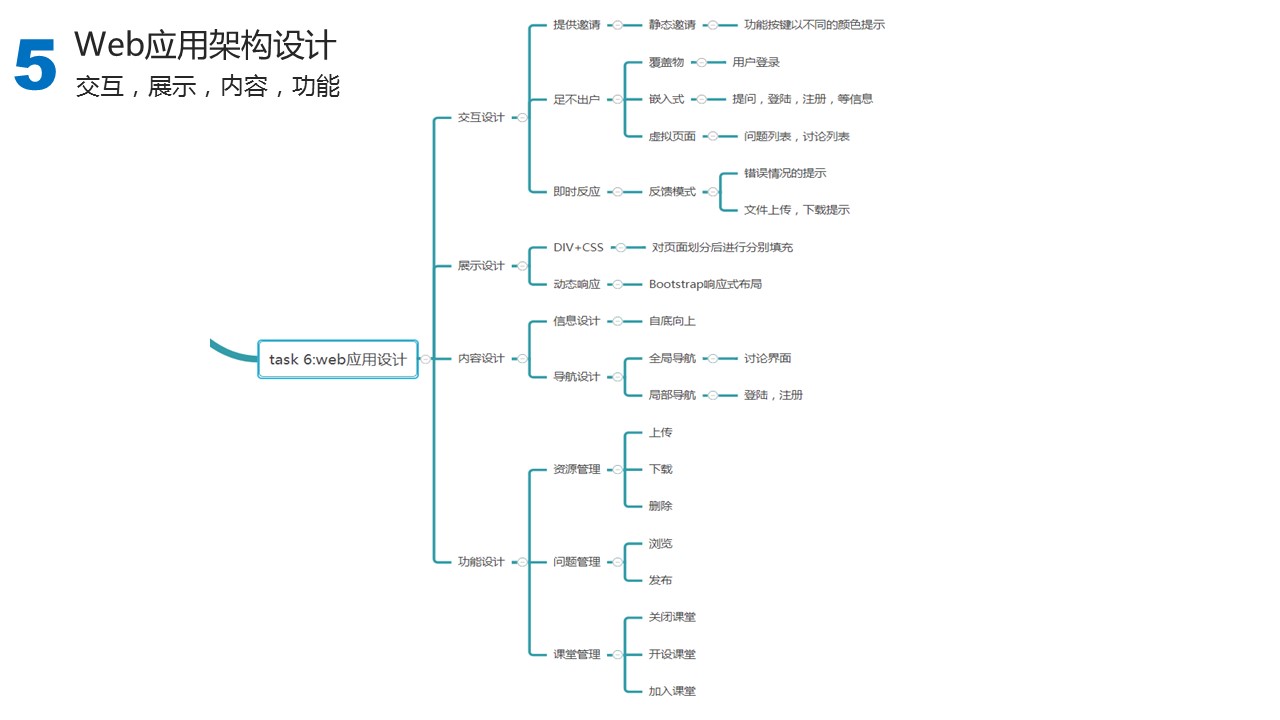 5
Web应用架构设计
交互，展示，内容，功能
task 6:web应用设计
交互设计
提供邀请
静态邀请
功能按键以不同的颜色提示
足不出户
覆盖物
用户登录
嵌入式
提问，登陆，注册，等信息
虚拟页面
问题列表，讨论列表
即时反应
反馈模式
错误情况的提示
文件上传，下载提示
展示设计
DIV+CSS
对页面划分后进行分别填充
动态响应
Bootstrap响应式布局
内容设计
信息设计
自底向上
导航设计
全局导航
讨论界面
局部导航
登陆，注册
功能设计
资源管理
上传
下载
删除
问题管理
浏览
发布
课堂管理
关闭课堂
开设课堂
加入课堂